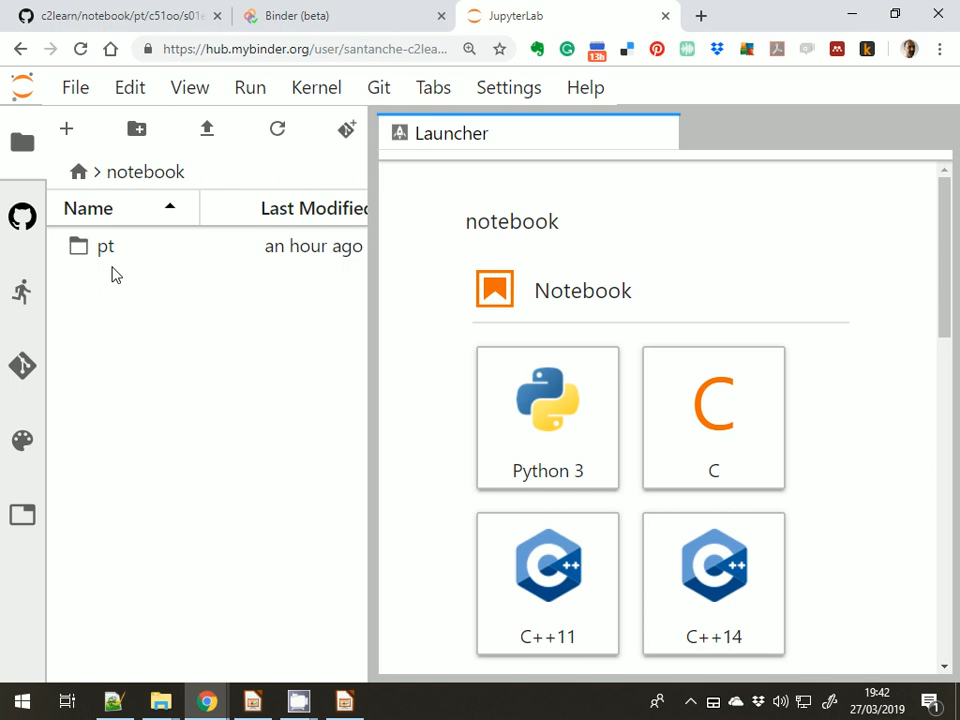 c2learn/notebook/pt/c51oo/s01e
Binder (beta)
JupyterLab
https://hub.mybinder.org/user/santanche-c2lea...
13h
File Edit View Run Kernel Git Tabs Settings Help
Launcher
notebook
Name
Last Modified
pt
an hour ago
notebook
Notebook
Python 3
C
C
C++11
C++14
19:42
27/03/2019
1